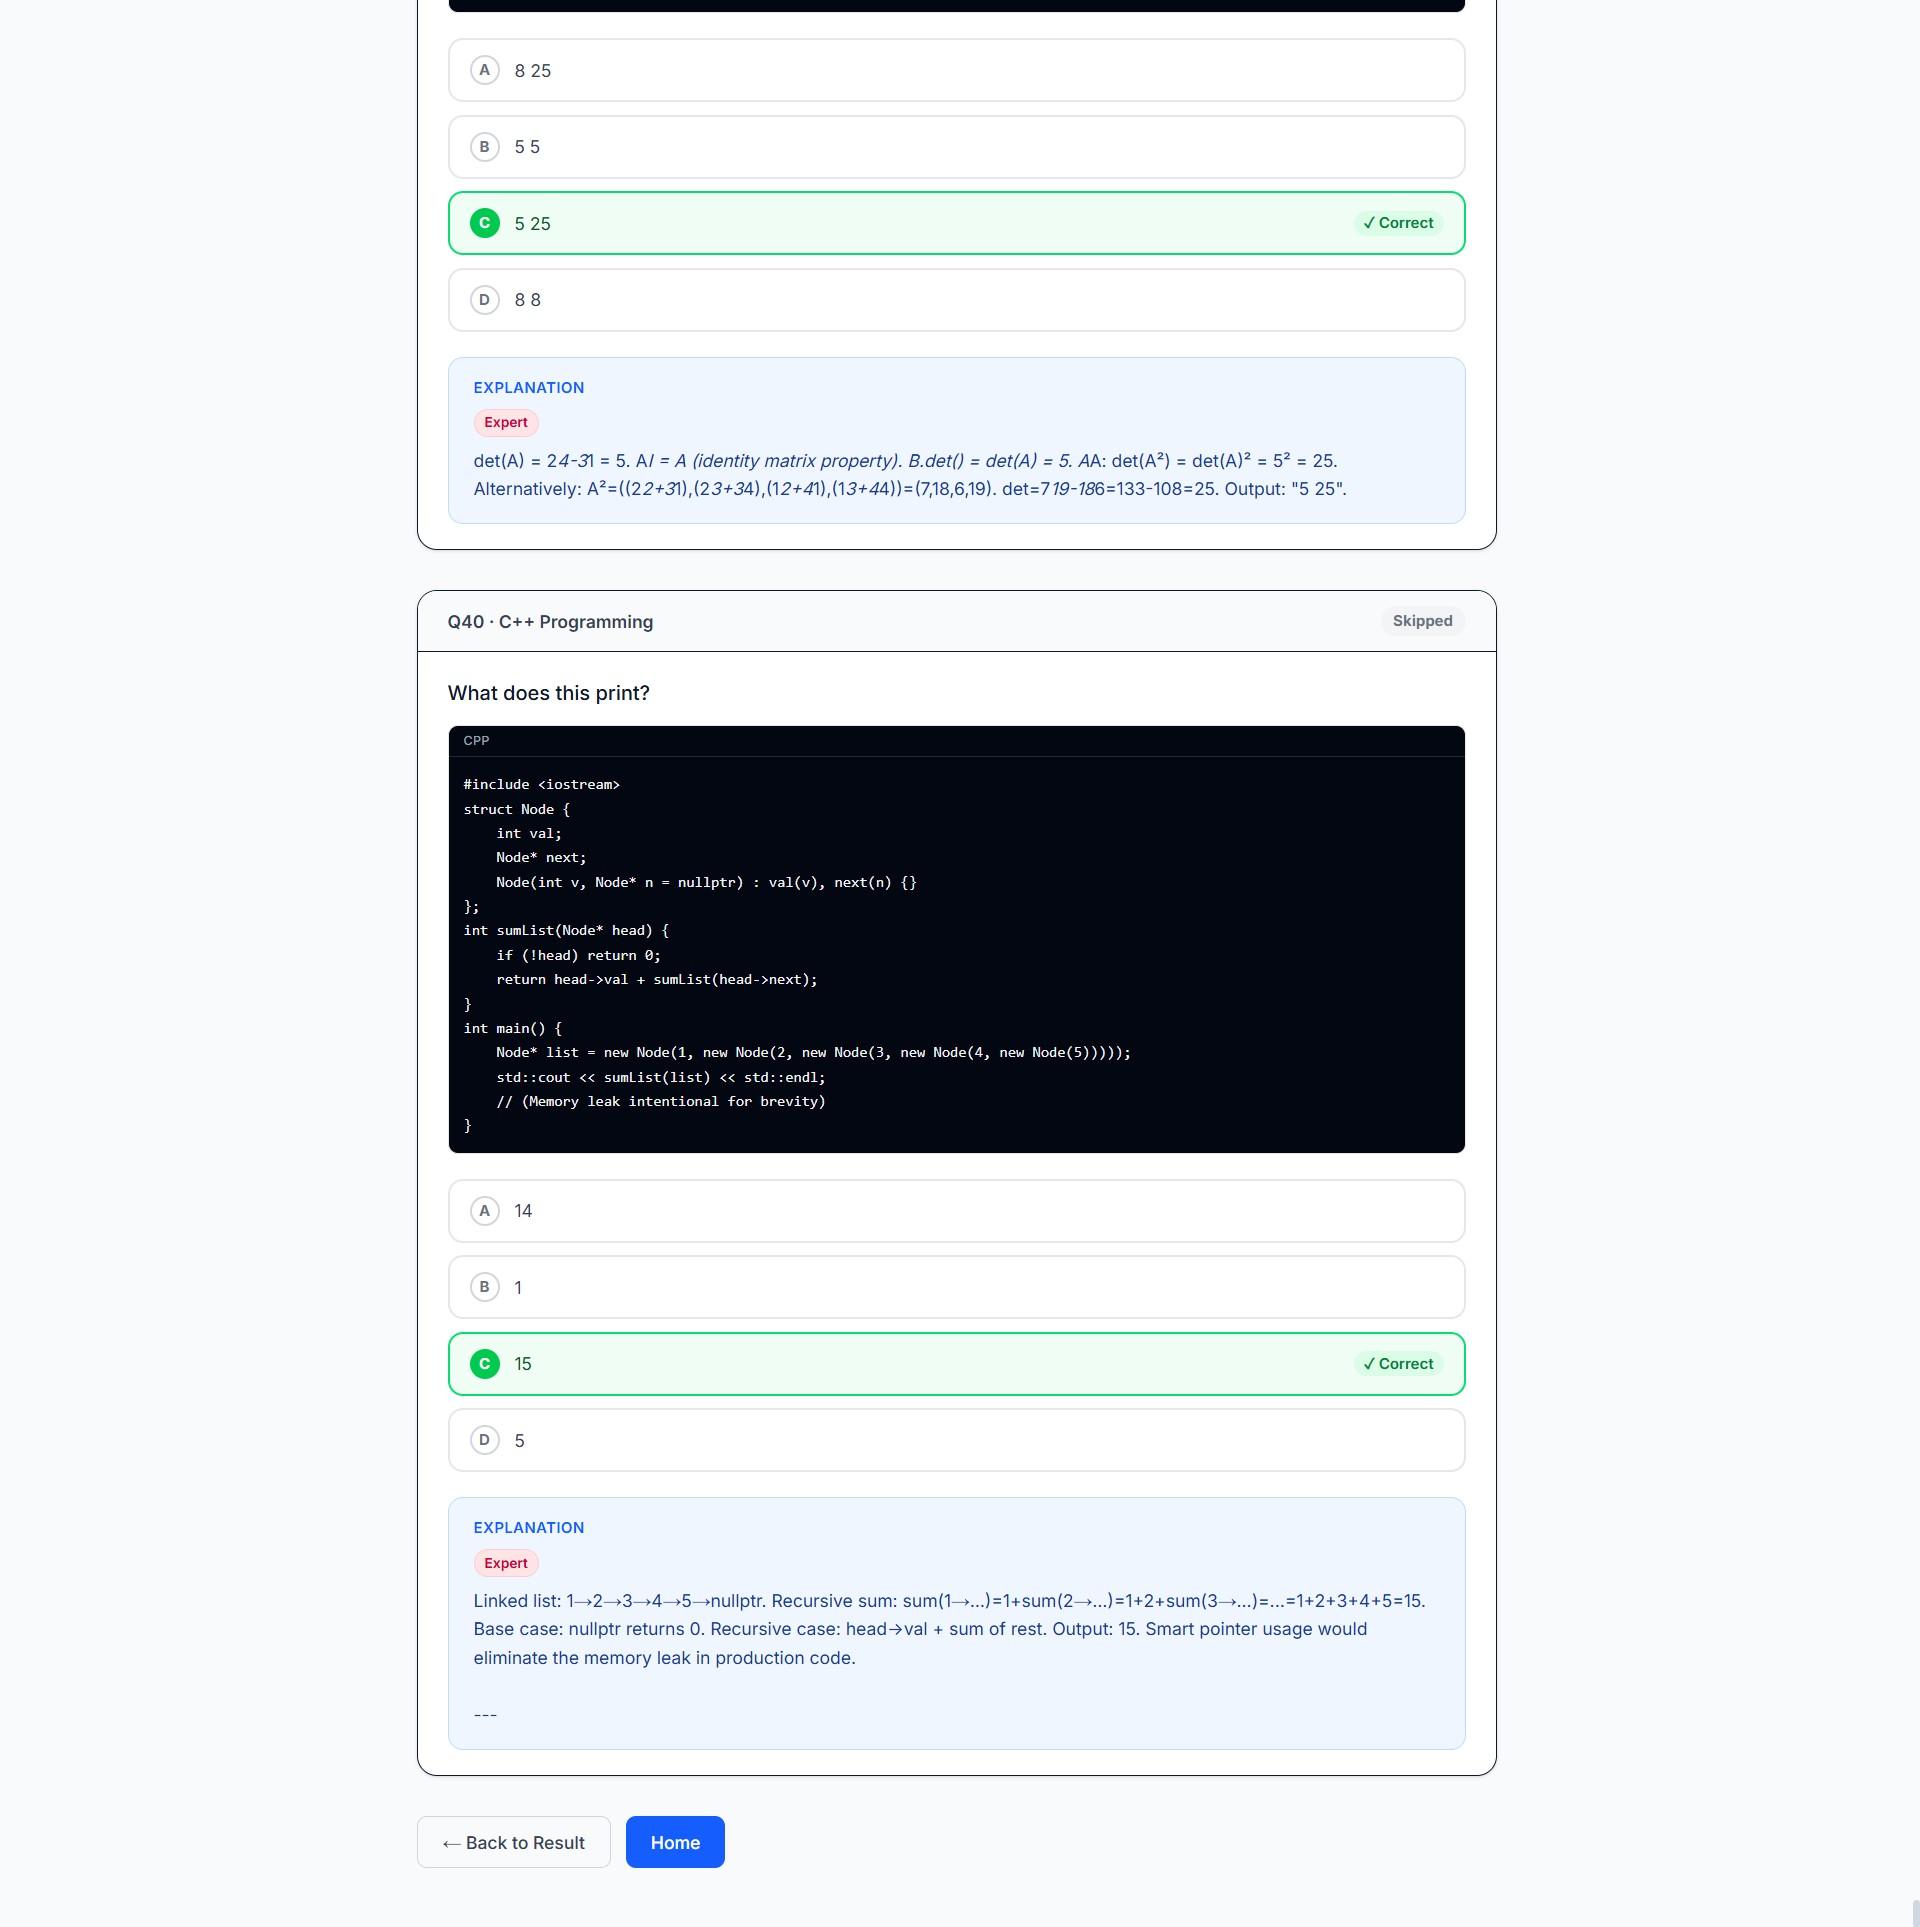 A 8 25
B 5 5
C 5 25 ✓ Correct
D 8 8
EXPLANATION
Expert
det(A) = 24-31 = 5. AI = A (identity matrix property). B.det() = det(A) = 5. AA: det(A²) = det(A)² = 5² = 25.
Alternatively: A²=((22+31),(23+34),(12+41),(13+44))=(7,18,6,19). det=719-186=133-108=25. Output: "5 25".
Q40 · C++ Programming Skipped
What does this print?
CPP
#include <iostream>
struct Node {
    int val;
    Node* next;
    Node(int v, Node* n = nullptr) : val(v), next(n) {}
};
int sumList(Node* head) {
    if (!head) return 0;
    return head->val + sumList(head->next);
}
int main() {
    Node* list = new Node(1, new Node(2, new Node(3, new Node(4, new Node(5)))));
    std::cout << sumList(list) << std::endl;
    // (Memory leak intentional for brevity)
}
A 14
B 1
C 15 ✓ Correct
D 5
EXPLANATION
Expert
Linked list: 1→2→3→4→5→nullptr. Recursive sum: sum(1→...)=1+sum(2→...)=1+2+sum(3→...)=...=1+2+3+4+5=15.
Base case: nullptr returns 0. Recursive case: head→val + sum of rest. Output: 15. Smart pointer usage would
eliminate the memory leak in production code.
---
← Back to Result Home